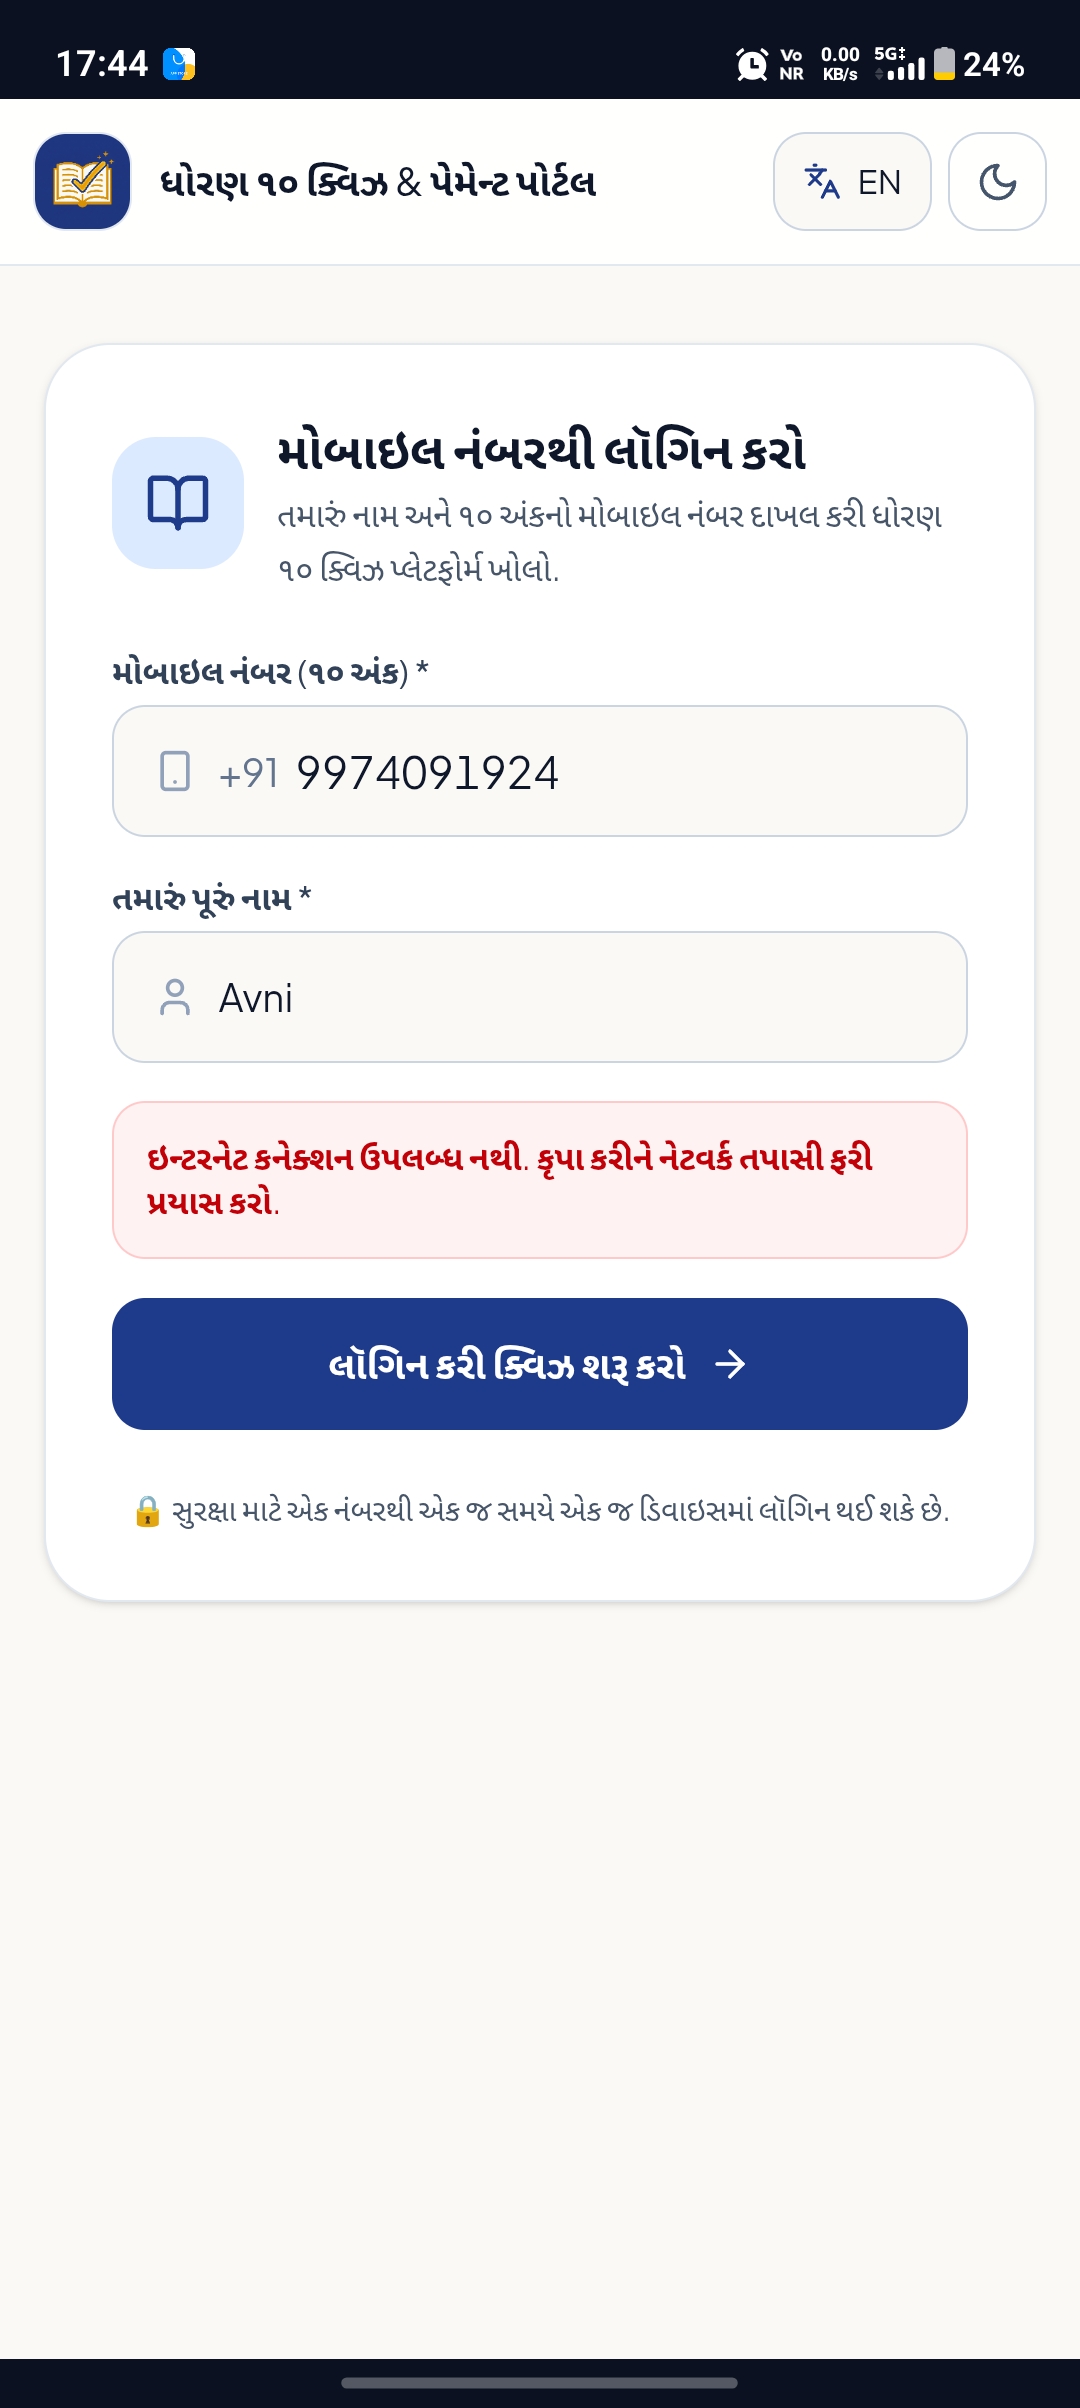 17:44
Vo NR
0.00 KB/s
5G
24%
ધોરણ ૧૦ ક્વિઝ & પેમેન્ટ પોર્ટલ
EN
મોબાઇલ નંબરથી લૉગિન કરો
તમારું નામ અને ૧૦ અંકનો મોબાઇલ નંબર દાખલ કરી ધોરણ
૧૦ ક્વિઝ પ્લેટફોર્મ ખોલો.
મોબાઇલ નંબર (૧૦ અંક) *
+91 9974091924
તમારું પૂરું નામ *
Avni
ઇન્ટરનેટ કનેક્શન ઉપલબ્ધ નથી. કૃપા કરીને નેટવર્ક તપાસી ફરી
પ્રયાસ કરો.
લૉગિન કરી ક્વિઝ શરૂ કરો →
🔒 સુરક્ષા માટે એક નંબરથી એક જ સમયે એક જ ડિવાઇસમાં લૉગિન થઈ શકે છે.